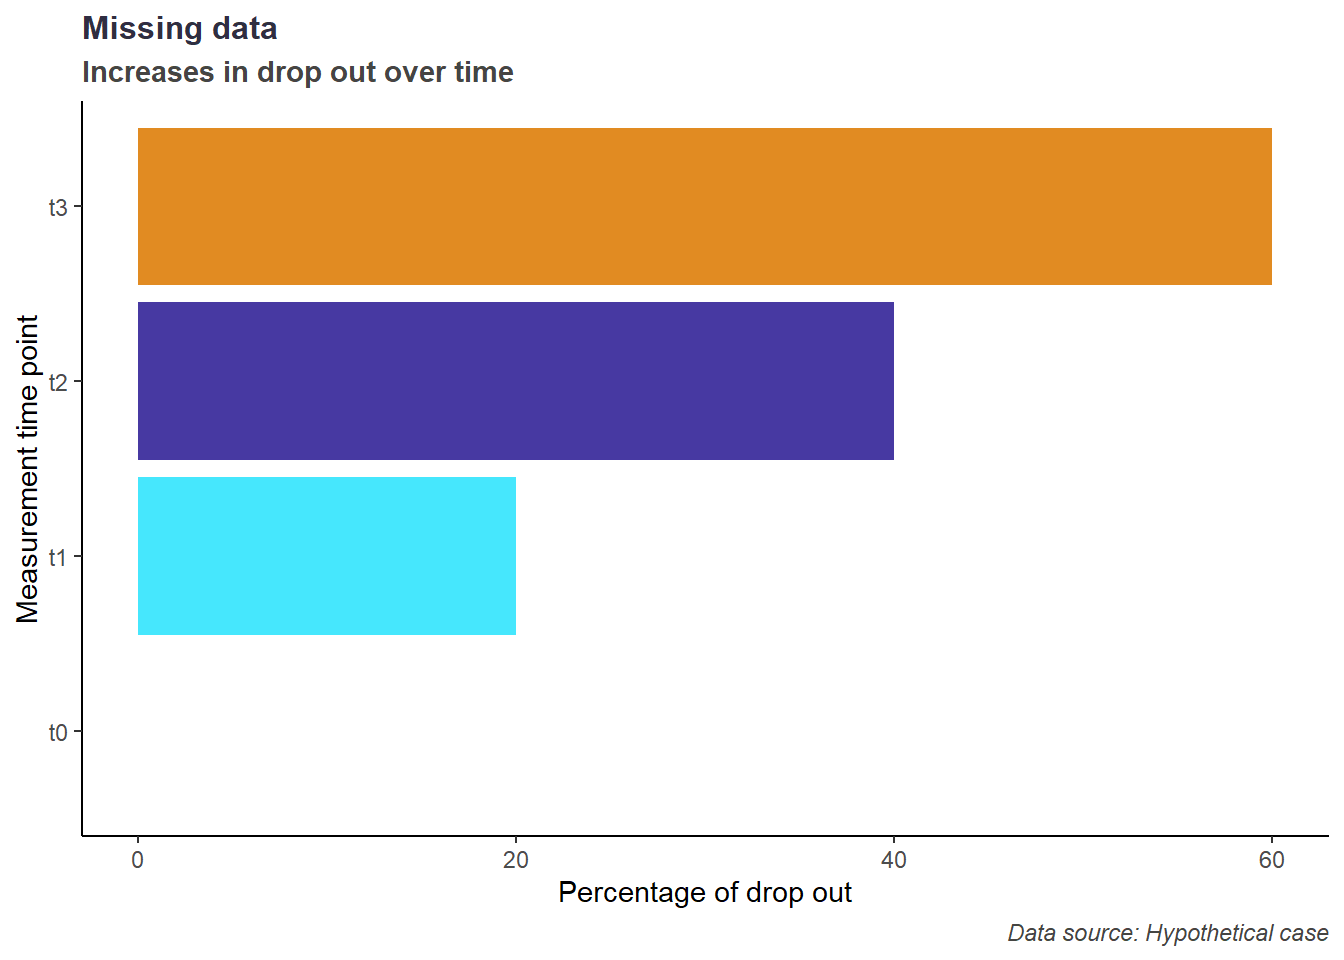 Missing data
Increases in drop out over time
Measurement time point
t3
t2
t1
t0
0 20 40 60
Percentage of drop out
Data source: Hypothetical case